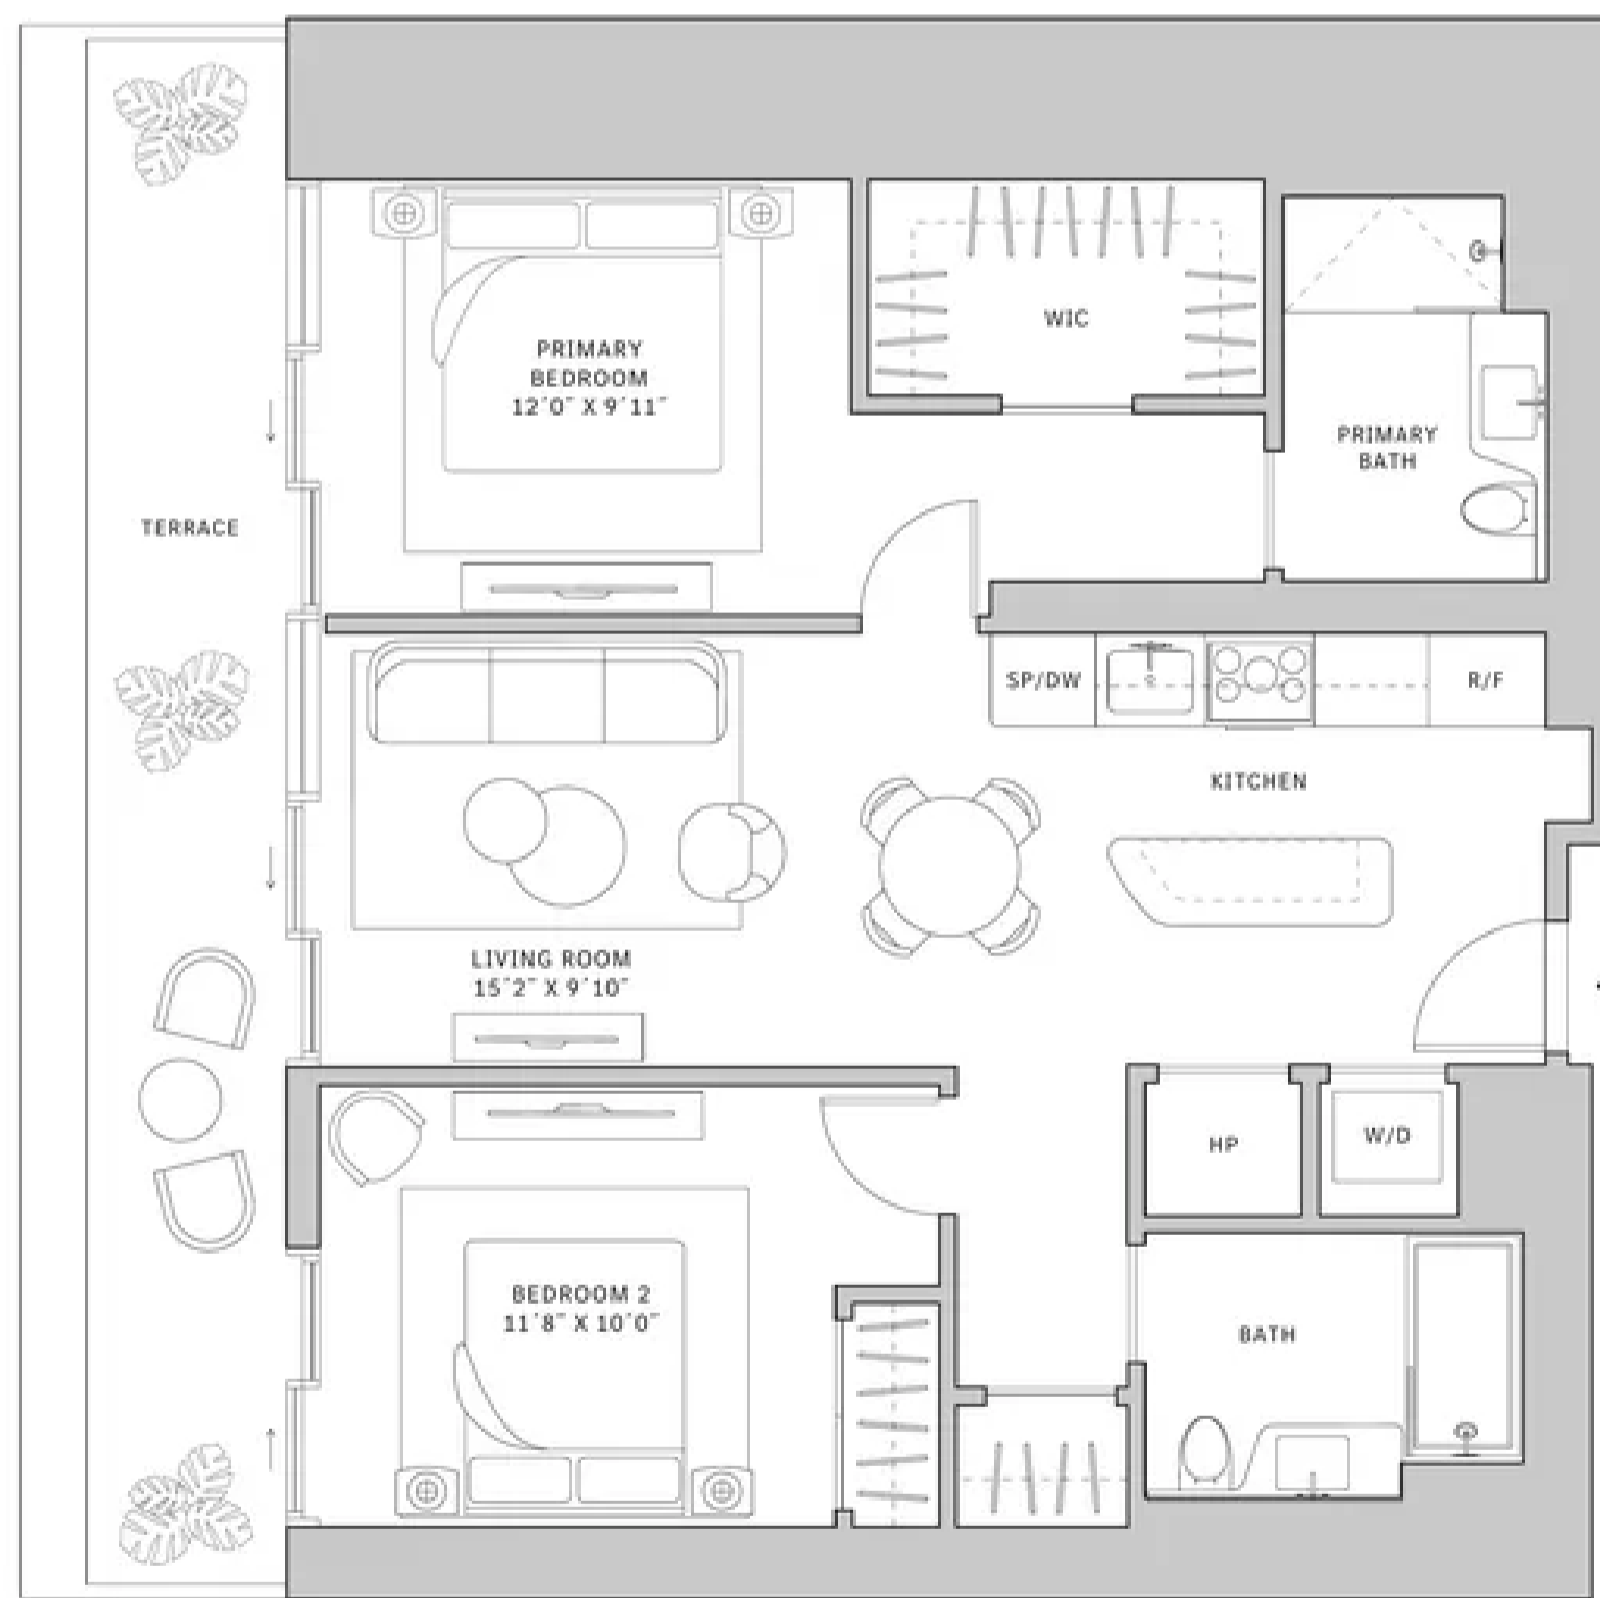 PRIMARY
BEDROOM
12´0˝ X 9´11˝
WIC
PRIMARY
BATH
TERRACE
SP/DW
R/F
KITCHEN
LIVING ROOM
15´2˝ X 9´10˝
HP
W/D
BEDROOM 2
11´8˝ X 10´0˝
BATH